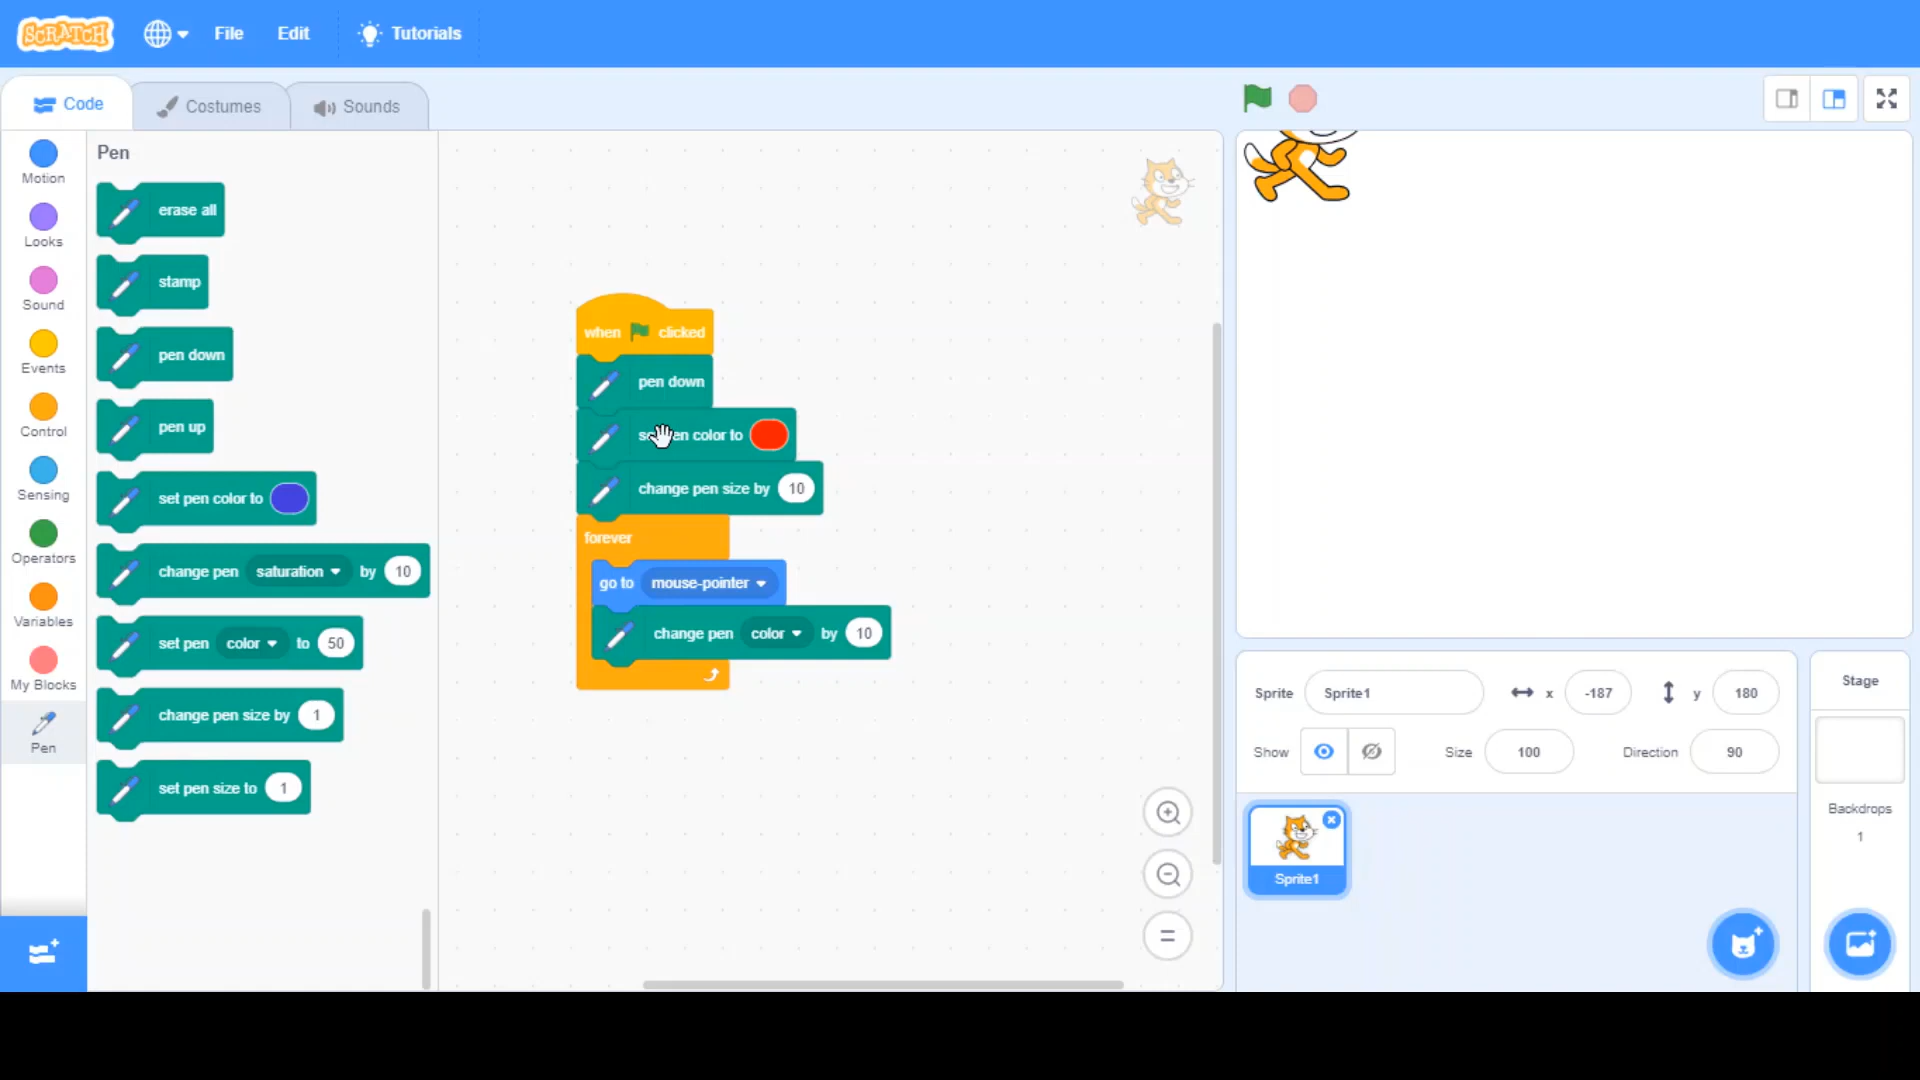 SCRATCH File Edit Tutorials
Code Costumes Sounds
Motion
Looks
Sound
Events
Control
Sensing
Operators
Variables
My Blocks
Pen
Pen
erase all
stamp
pen down
pen up
set pen color to
change pen saturation by 10
set pen color to 50
change pen size by 1
set pen size to 1
when clicked
pen down
pen color to
change pen size by 10
forever
go to mouse-pointer
change pen color by 10
Sprite Sprite1 x -187 y 180
Show Size 100 Direction 90
Sprite1
Stage
Backdrops
1